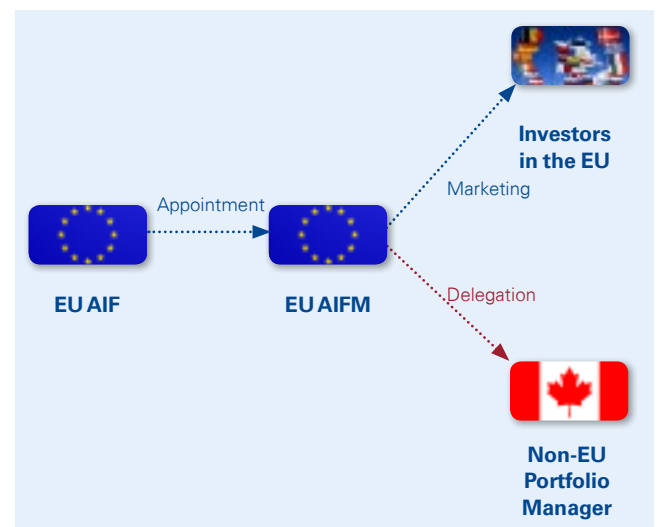 Investors
in the EU
Appointment
Marketing
EU AIF
EU AIFM
Delegation
Non-EU
Portfolio
Manager